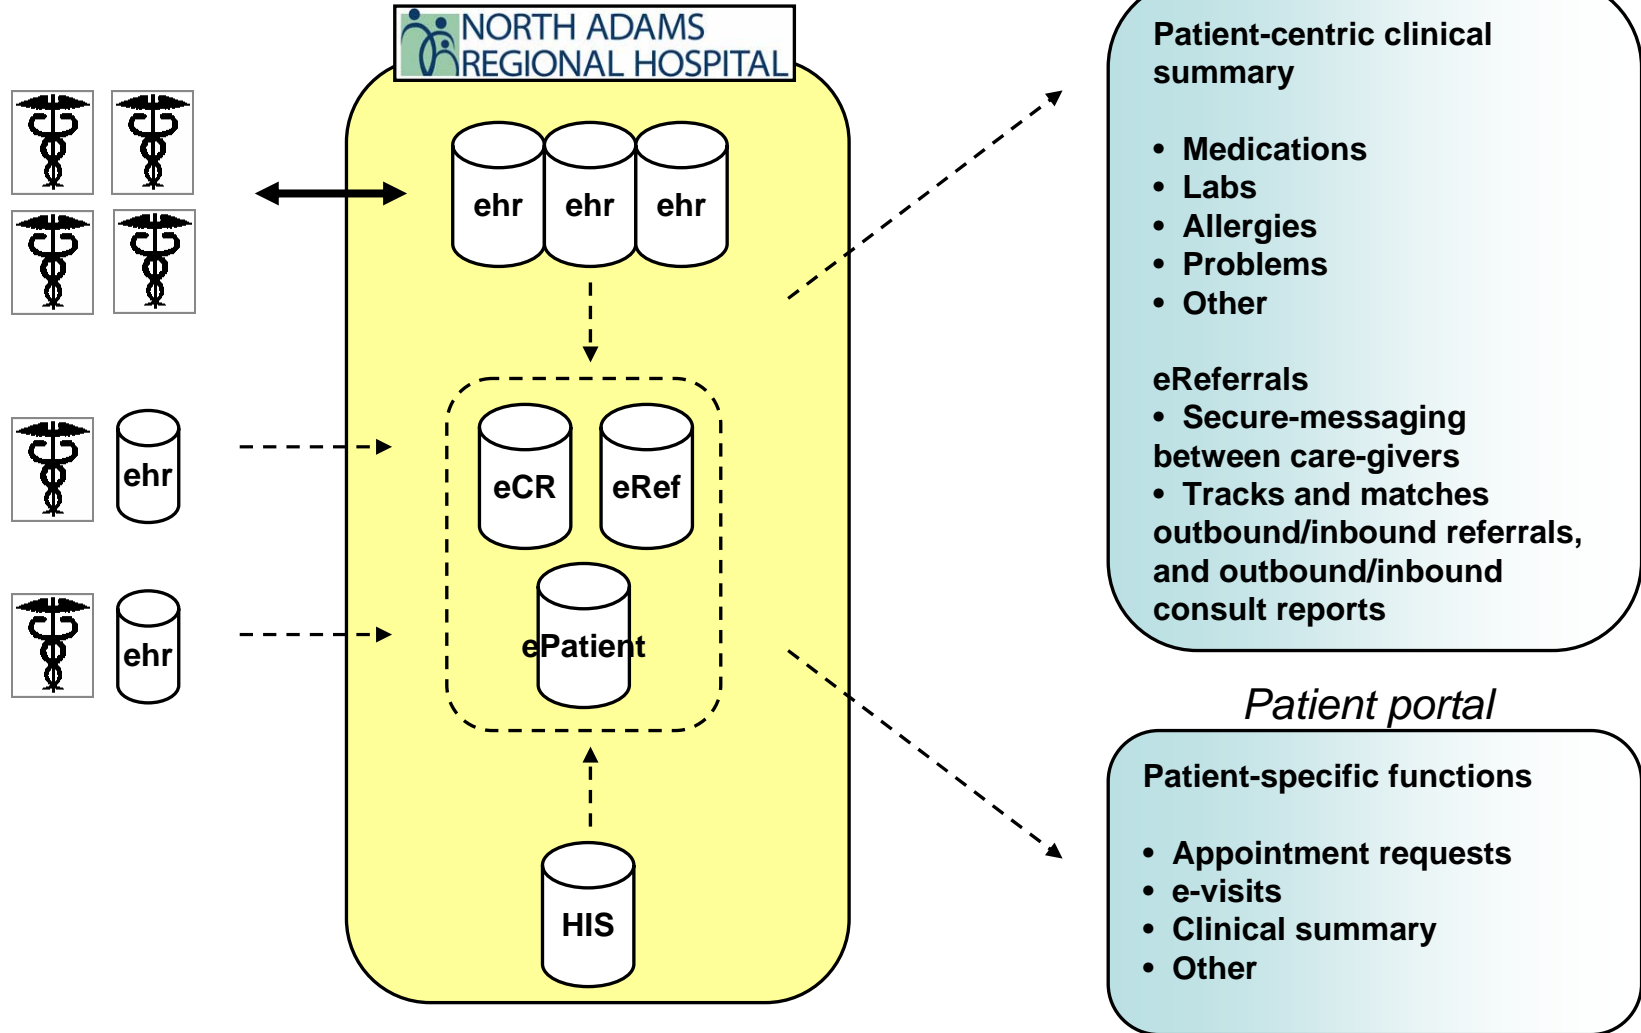 NORTH ADAMS
REGIONAL HOSPITAL
ehr
ehr
ehr
ehr
ehr
eCR
eRef
ePatient
HIS
Patient-centric clinical
summary
• Medications
• Labs
• Allergies
• Problems
• Other
eReferrals
• Secure-messaging
between care-givers
• Tracks and matches
outbound/inbound referrals,
and outbound/inbound
consult reports
Patient portal
Patient-specific functions
• Appointment requests
• e-visits
• Clinical summary
• Other